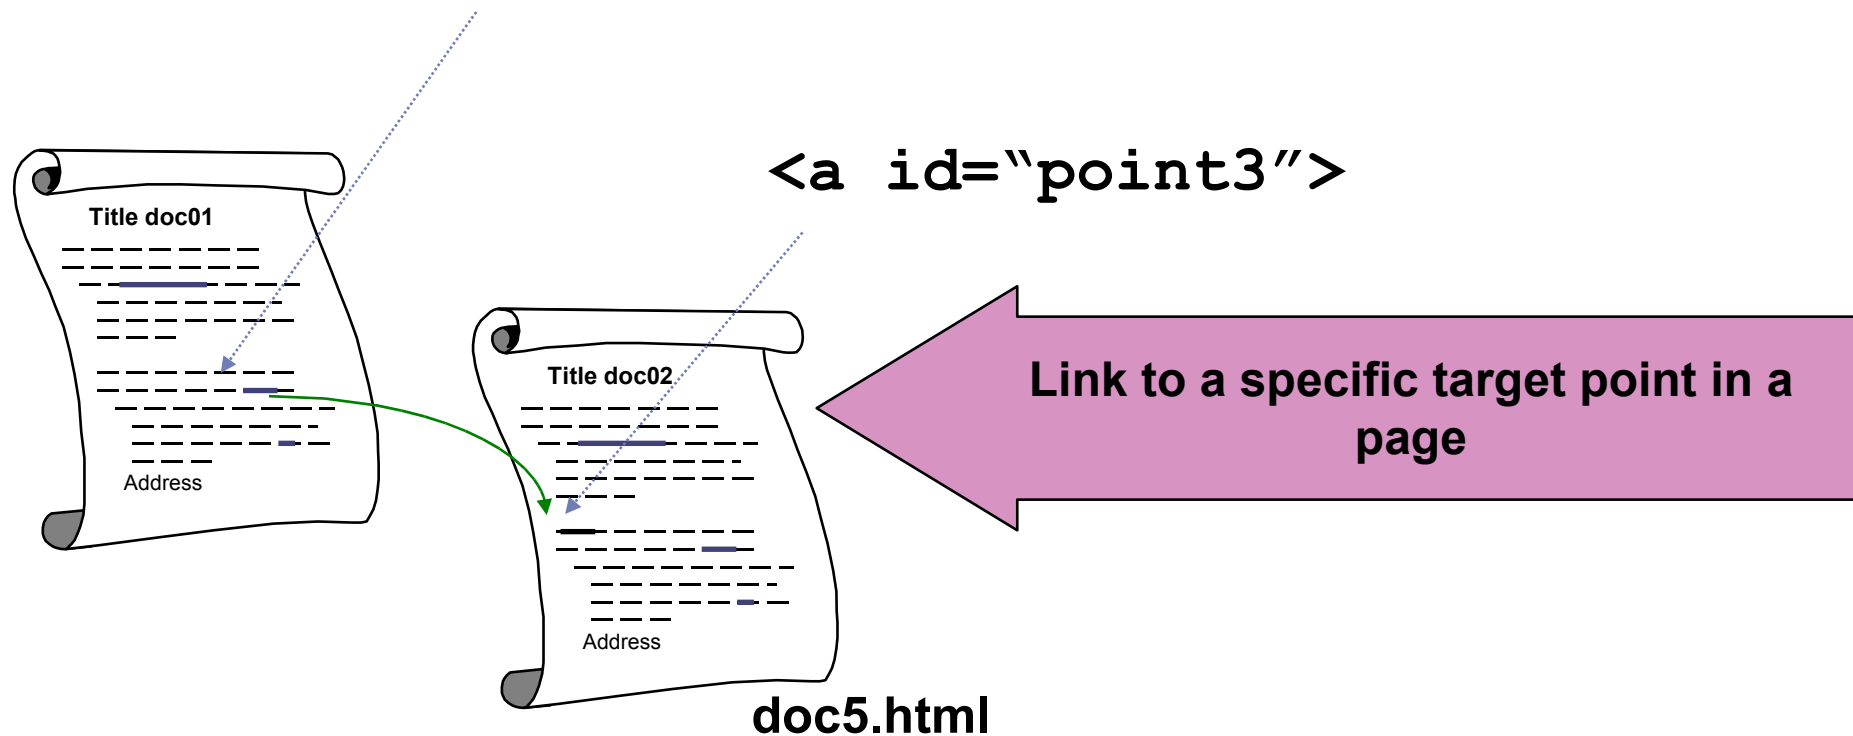 <a id=“point3”>
Title doc01
Address
Title doc02
Address
doc5.html
Link to a specific target point in a
page